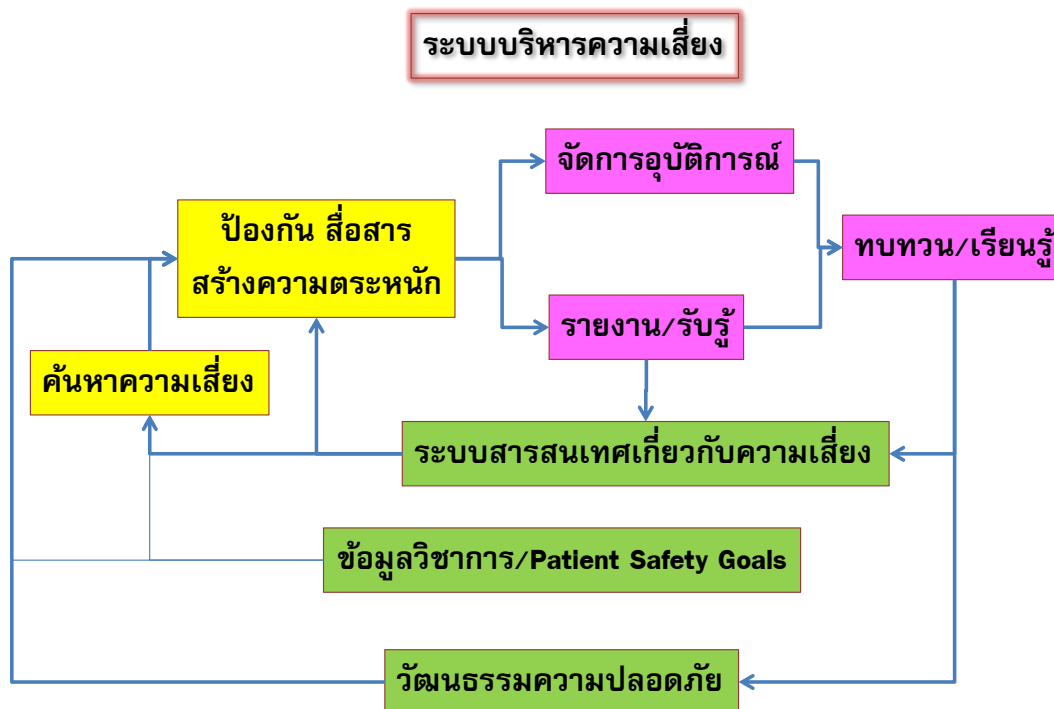 ระบบบริหารความเสี่ยง
จัดการอุบัติการณ์
ป้องกัน สื่อสาร
สร้างความตระหนัก
ทบทวน/เรียนรู้
รายงาน/รับรู้
ค้นหาความเสี่ยง
ระบบสารสนเทศเกี่ยวกับความเสี่ยง
ข้อมูลวิชาการ/Patient Safety Goals
วัฒนธรรมความปลอดภัย